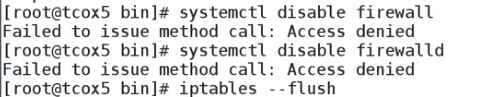 [root@tcox5 bin]# systemctl disable firewall
Failed to issue method call: Access denied
[root@tcox5 bin]# systemctl disable firewalld
Failed to issue method call: Access denied
[root@tcox5 bin]# iptables --flush